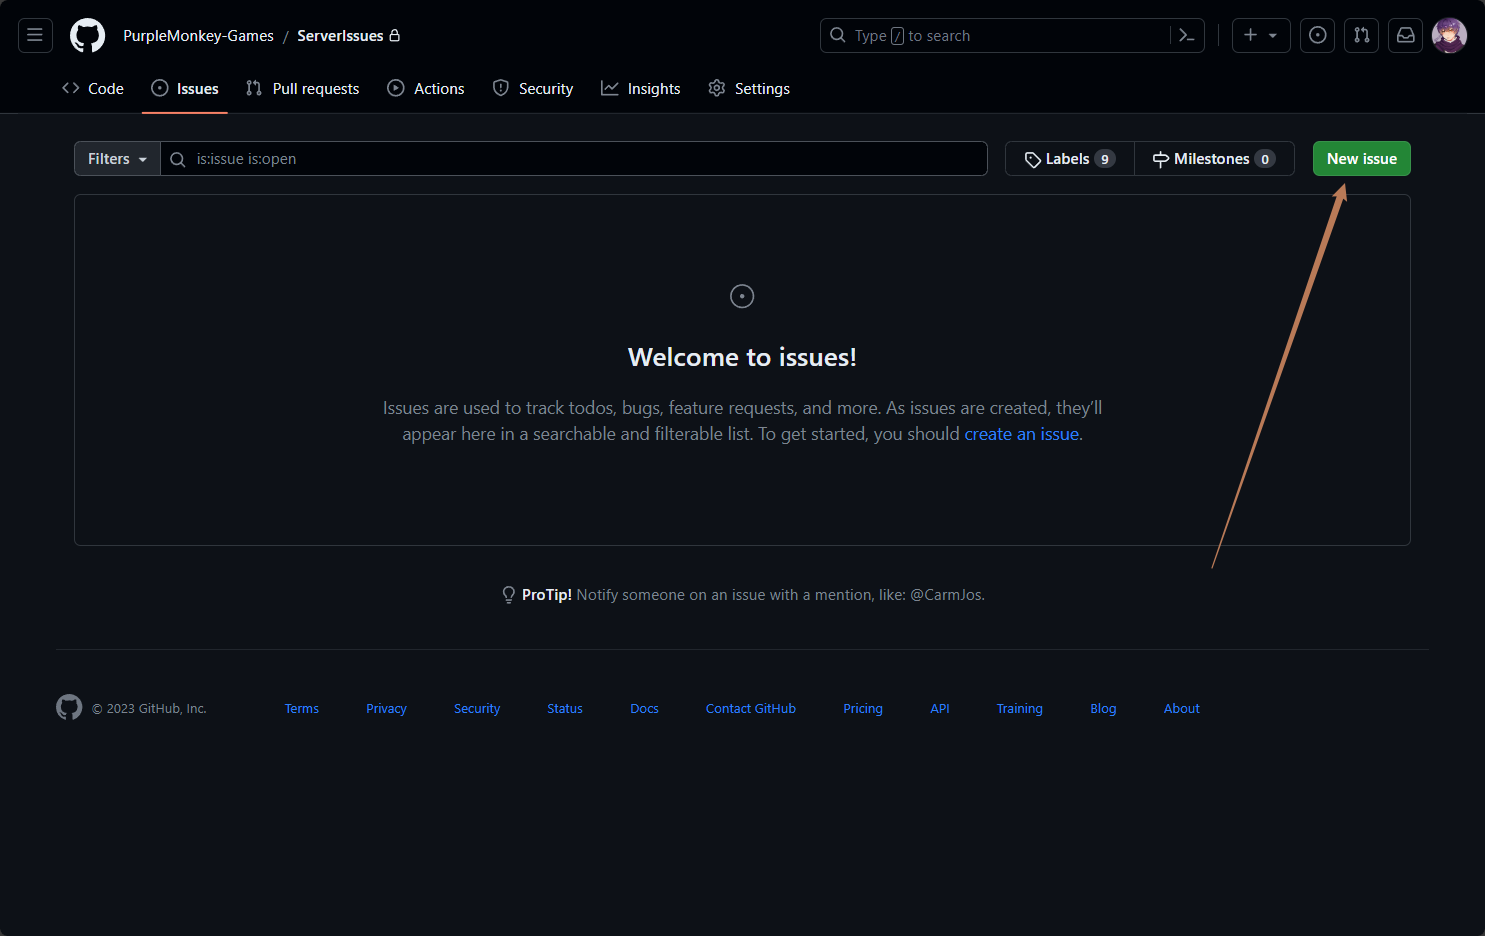 PurpleMonkey-Games / ServerIssues
Type / to search
Code Issues Pull requests Actions Security Insights Settings
Filters is:issue is:open Labels 9 Milestones 0 New issue
Welcome to issues!
Issues are used to track todos, bugs, feature requests, and more. As issues are created, they’ll
appear here in a searchable and filterable list. To get started, you should create an issue.
ProTip! Notify someone on an issue with a mention, like: @CarmJos.
© 2023 GitHub, Inc. Terms Privacy Security Status Docs Contact GitHub Pricing API Training Blog About